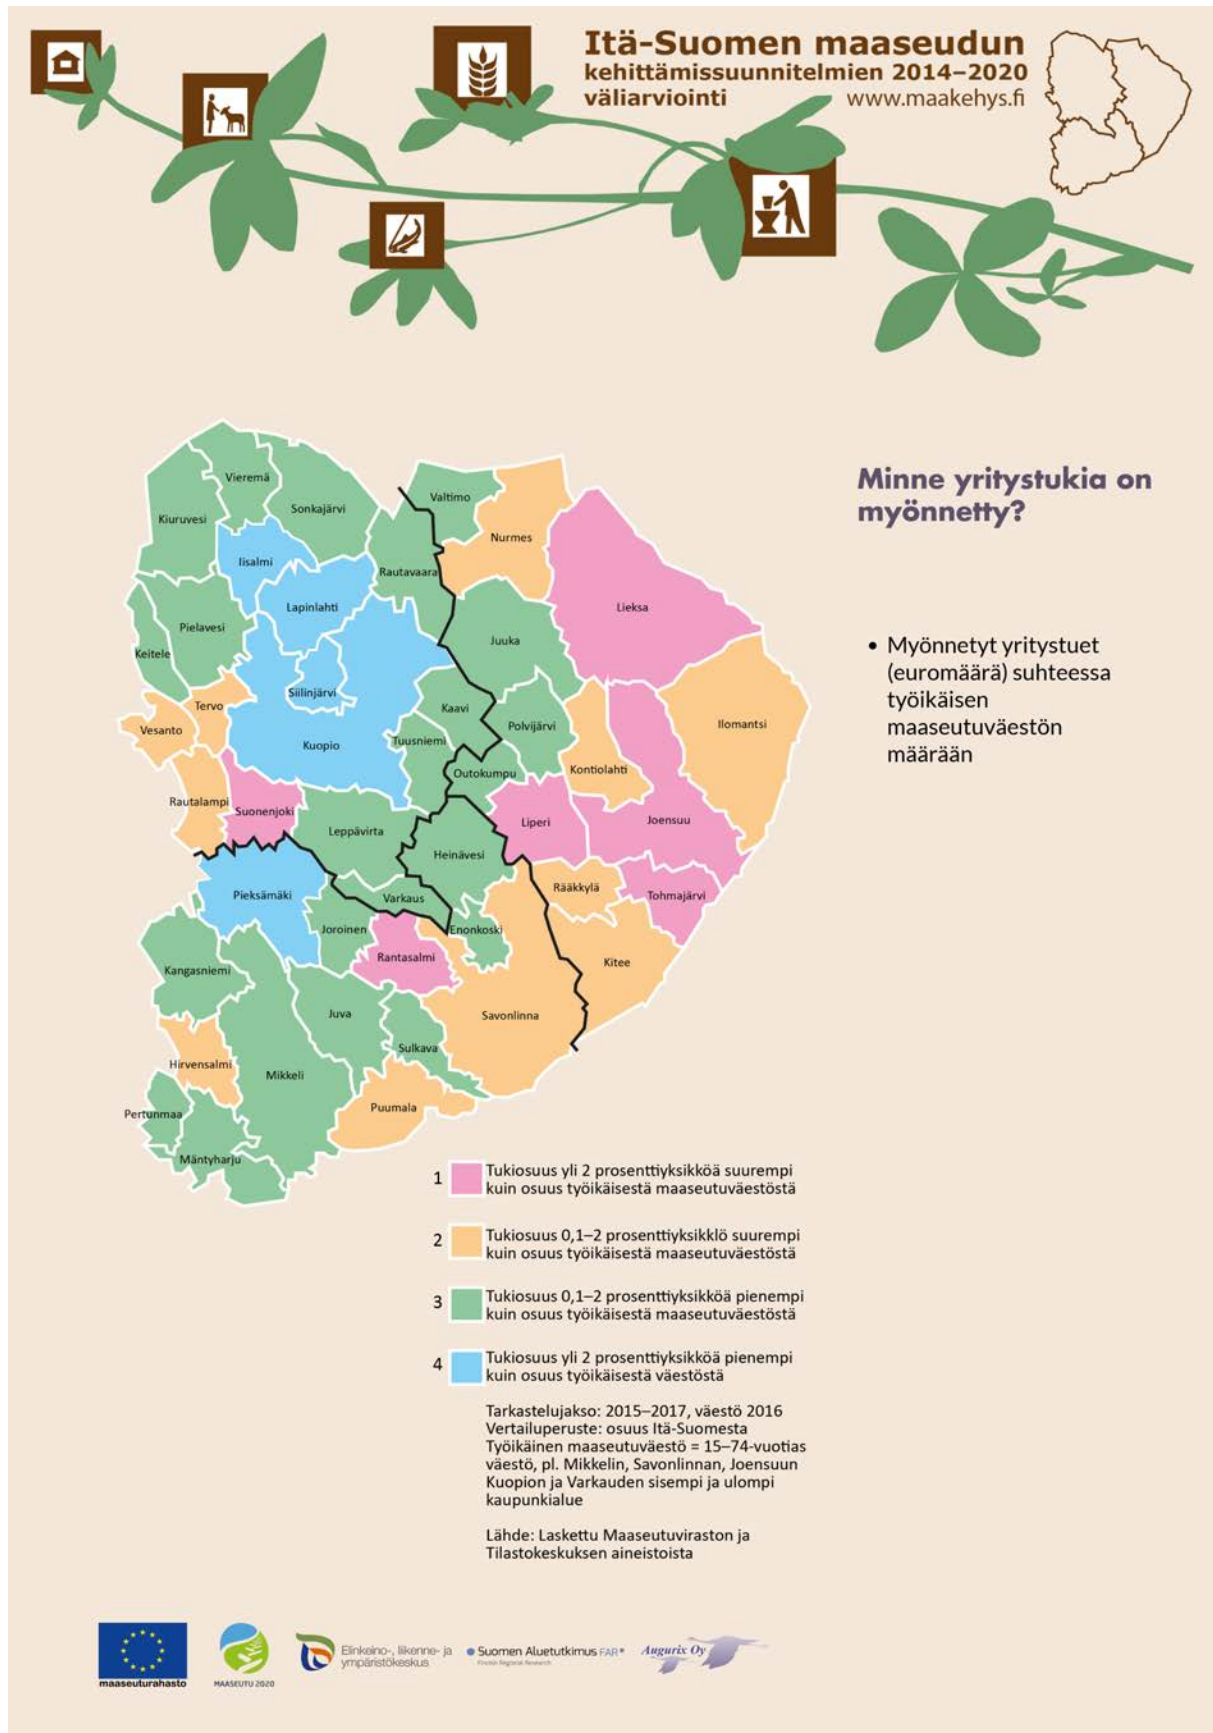 Itä-Suomen maaseudun
kehittämissuunnitelmien 2014–2020
väliarviointi
www.maakehys.fi
Minne yritystukia on
myönnetty?
• Myönnetyt yritystuet
(euromäärä) suhteessa
työikäisen
maaseutuväestön
määrään
Vieremä
Kiuruvesi
Sonkajärvi
Valtimo
Nurmes
Iisalmi
Rautavaara
Lapinlahti
Lieksa
Pielavesi
Juuka
Keitele
Siilinjärvi
Tervo
Kaavi
Vesanto
Polvijärvi
Ilomantsi
Kuopio
Tuusniemi
Outokumpu
Kontiolahti
Rautalampi
Suonenjoki
Leppävirta
Liperi
Joensuu
Heinävesi
Pieksämäki
Varkaus
Rääkkylä
Tohmajärvi
Joroinen
Enonkoski
Rantasalmi
Kitee
Kangasniemi
Juva
Savonlinna
Sulkava
Hirvensalmi
Mikkeli
Puumala
Pertunmaa
Mäntyharju
1 Tukiosuus yli 2 prosenttiyksikköä suurempi
kuin osuus työikäisestä maaseutuväestöstä
2 Tukiosuus 0,1–2 prosenttiyksikklö suurempi
kuin osuus työikäisestä maaseutuväestöstä
3 Tukiosuus 0,1–2 prosenttiyksikköä pienempi
kuin osuus työikäisestä maaseutuväestöstä
4 Tukiosuus yli 2 prosenttiyksikköä pienempi
kuin osuus työikäisestä väestöstä
Tarkastelujakso: 2015–2017, väestö 2016
Vertailuperuste: osuus Itä-Suomesta
Työikäinen maaseutuväestö = 15–74-vuotias
väestö, pl. Mikkelin, Savonlinnan, Joensuun
Kuopion ja Varkauden sisempi ja ulompi
kaupunkialue
Lähde: Laskettu Maaseutuviraston ja
Tilastokeskuksen aineistoista
maaseuturahasto
MAASEUTU 2020
Elinkeino-, liikenne- ja
ympäristökeskus
Suomen Aluetutkimus FAR®
Finnish Regional Research
Augurix Oy